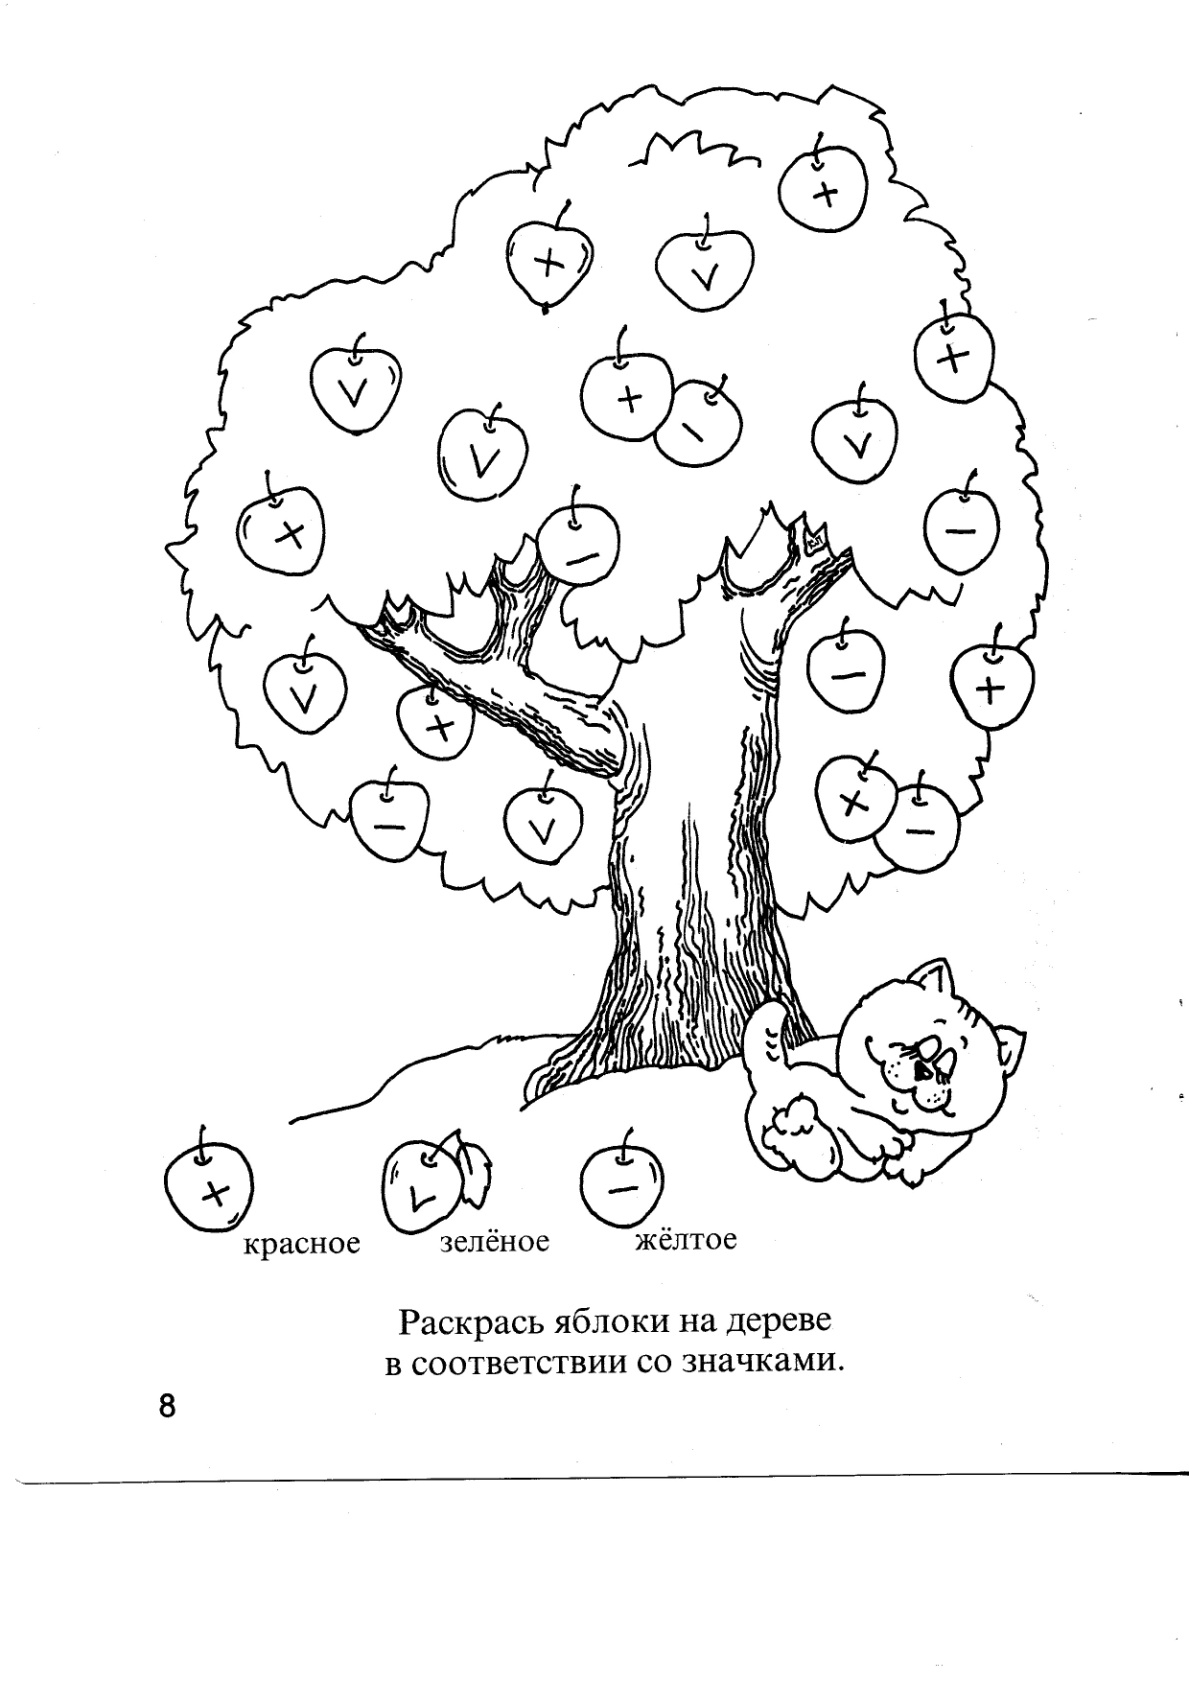 красное зелёное жёлтое
Раскрась яблоки на дереве
в соответствии со значками.
8